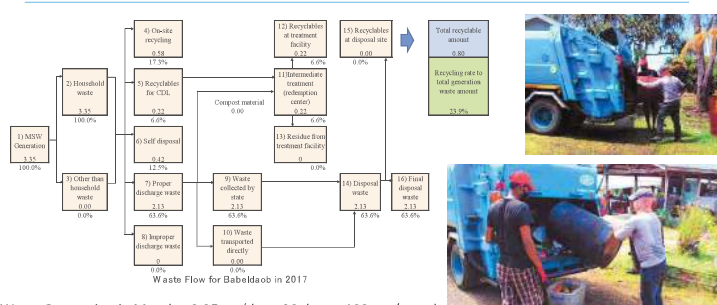 1) MSW
Generation
3.35
100.0%
2) Household
waste
3.35
100.0%
3) Other than
household
waste
0.00
0.0%
4) On-site
recycling
0.58
17.3%
5) Recyclables
for CDL
0.22
6.6%
6) Self disposal
0.42
12.5%
7) Proper
discharge waste
2.13
63.6%
8) Improper
discharge waste
0
0.0%
Compost material
0.00
9) Waste
collected by
state
2.13
63.6%
10) Waste
transported
directly
0.00
0.0%
12) Recyclables
at treatment
facility
0.22
6.6%
11)Intermediate
treatment
(redemption
center)
0.22
6.6%
13) Residue from
treatment facility
0
0.0%
14) Disposal
waste
2.13
63.6%
15) Recyclables
at disposal site
0.00
0.0%
16) Final
disposal
waste
2.13
63.6%
Total recyclable
amount
0.80
Recycling rate to
total generation
waste amount
23.9%
Waste Flow for Babeldaob in 2017